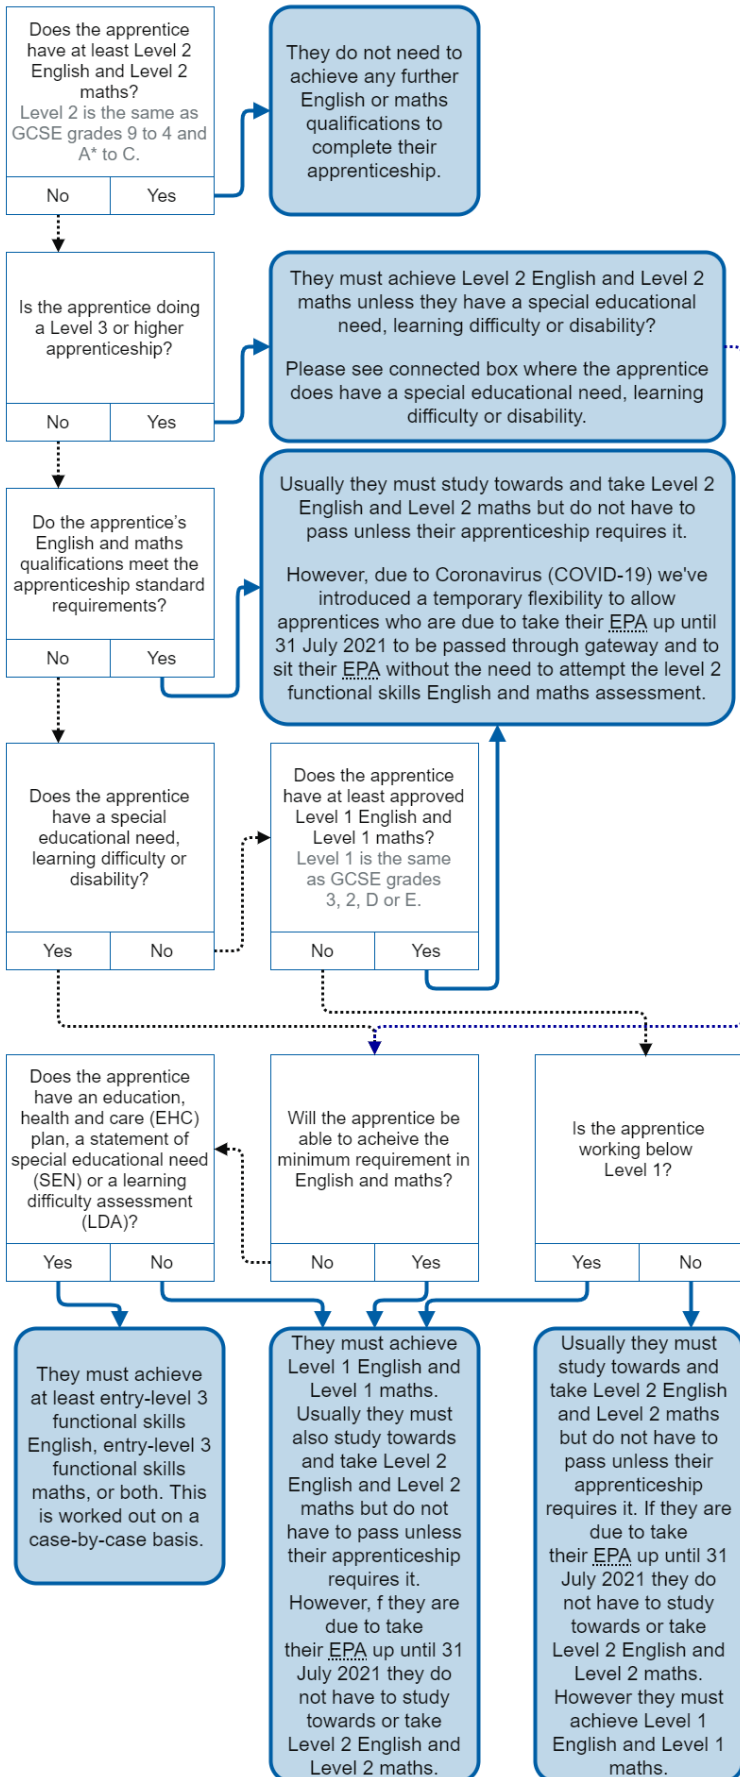 Does the apprentice
have at least Level 2
English and Level 2
maths?
Level 2 is the same as
GCSE grades 9 to 4 and
A* to C.
No
Yes
They do not need to
achieve any further
English or maths
qualifications to
complete their
apprenticeship.
Is the apprentice doing
a Level 3 or higher
apprenticeship?
No
Yes
They must achieve Level 2 English and Level 2
maths unless they have a special educational
need, learning difficulty or disability?
Please see connected box where the apprentice
does have a special educational need, learning
difficulty or disability.
Do the apprentice's
English and maths
qualifications meet the
apprenticeship standard
requirements?
No
Yes
Usually they must study towards and take Level 2
English and Level 2 maths but do not have to
pass unless their apprenticeship requires it.
However, due to Coronavirus (COVID-19) we've
introduced a temporary flexibility to allow
apprentices who are due to take their EPA up until
31 July 2021 to be passed through gateway and to
sit their EPA without the need to attempt the level 2
functional skills English and maths assessment.
Does the apprentice
have a special
educational need,
learning difficulty or
disability?
Yes
No
Does the apprentice
have at least approved
Level 1 English and
Level 1 maths?
Level 1 is the same
as GCSE grades
3, 2, D or E.
No
Yes
Does the apprentice
have an education,
health and care (EHC)
plan, a statement of
special educational need
(SEN) or a learning
difficulty assessment
(LDA)?
Yes
No
Will the apprentice be
able to acheive the
minimum requirement in
English and maths?
No
Yes
Is the apprentice
working below
Level 1?
Yes
No
They must achieve
at least entry-level 3
functional skills
English, entry-level 3
functional skills
maths, or both. This
is worked out on a
case-by-case basis.
They must achieve
Level 1 English and
Level 1 maths.
Usually they must
also study towards
and take Level 2
English and Level 2
maths but do not
have to pass unless
their apprenticeship
requires it.
However, f they are
due to take
their EPA up until 31
July 2021 they do
not have to study
towards or take
Level 2 English and
Level 2 maths.
Usually they must
study towards and
take Level 2 English
and Level 2 maths
but do not have to
pass unless their
apprenticeship
requires it. If they are
due to take
their EPA up until 31
July 2021 they do
not have to study
towards or take
Level 2 English and
Level 2 maths.
However they must
achieve Level 1
English and Level 1
maths.